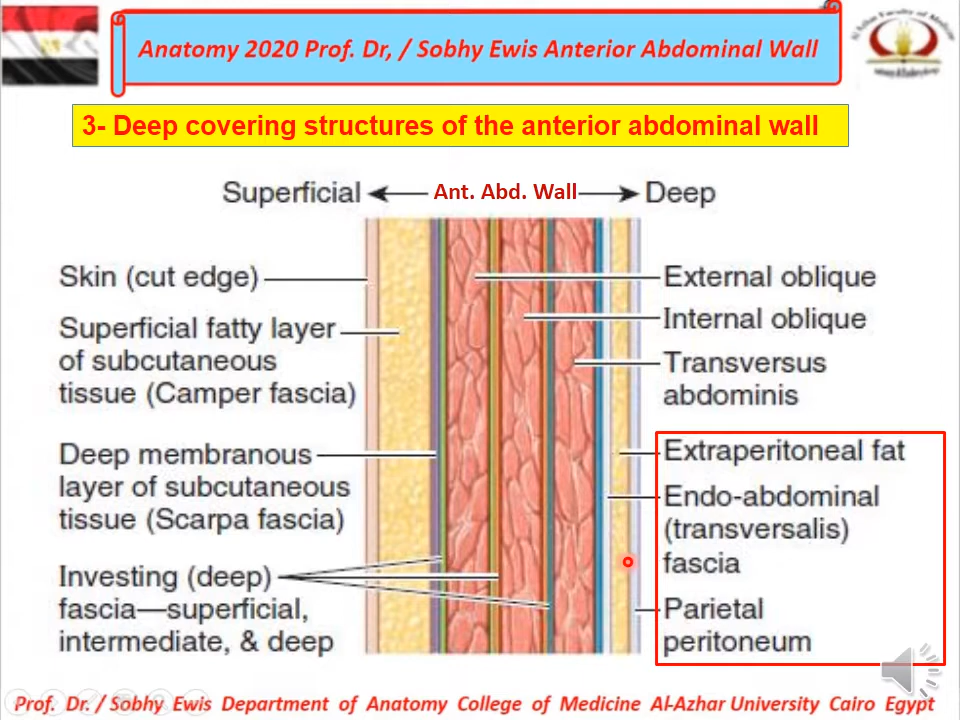 Anatomy 2020 Prof. Dr, / Sobhy Ewis Anterior Abdominal Wall
3- Deep covering structures of the anterior abdominal wall
Superficial Ant. Abd. Wall Deep
Skin (cut edge)
Superficial fatty layer
of subcutaneous
tissue (Camper fascia)
Deep membranous
layer of subcutaneous
tissue (Scarpa fascia)
Investing (deep)
fascia—superficial,
intermediate, & deep
External oblique
Internal oblique
Transversus
abdominis
Extraperitoneal fat
Endo-abdominal
(transversalis)
fascia
Parietal
peritoneum
Prof. Dr. / Sobhy Ewis Department of Anatomy College of Medicine Al-Azhar University Cairo Egypt